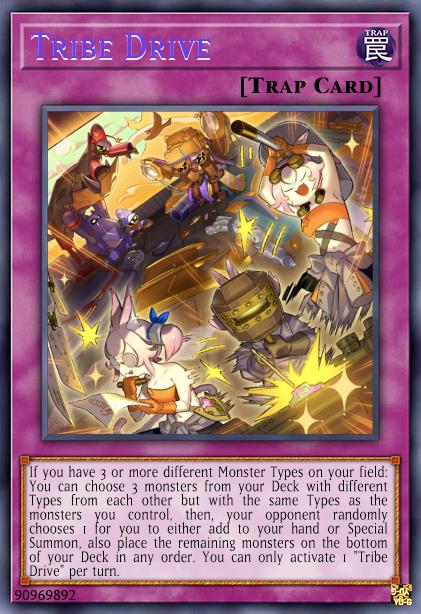 Tribe Drive
TRAP
罠
[Trap Card]
If you have 3 or more different Monster Types on your field:
You can choose 3 monsters from your Deck with different
Types from each other but with the same Types as the
monsters you control, then, your opponent randomly
chooses 1 for you to either add to your hand or Special
Summon, also place the remaining monsters on the bottom
of your Deck in any order. You can only activate 1 "Tribe
Drive" per turn.
90969892